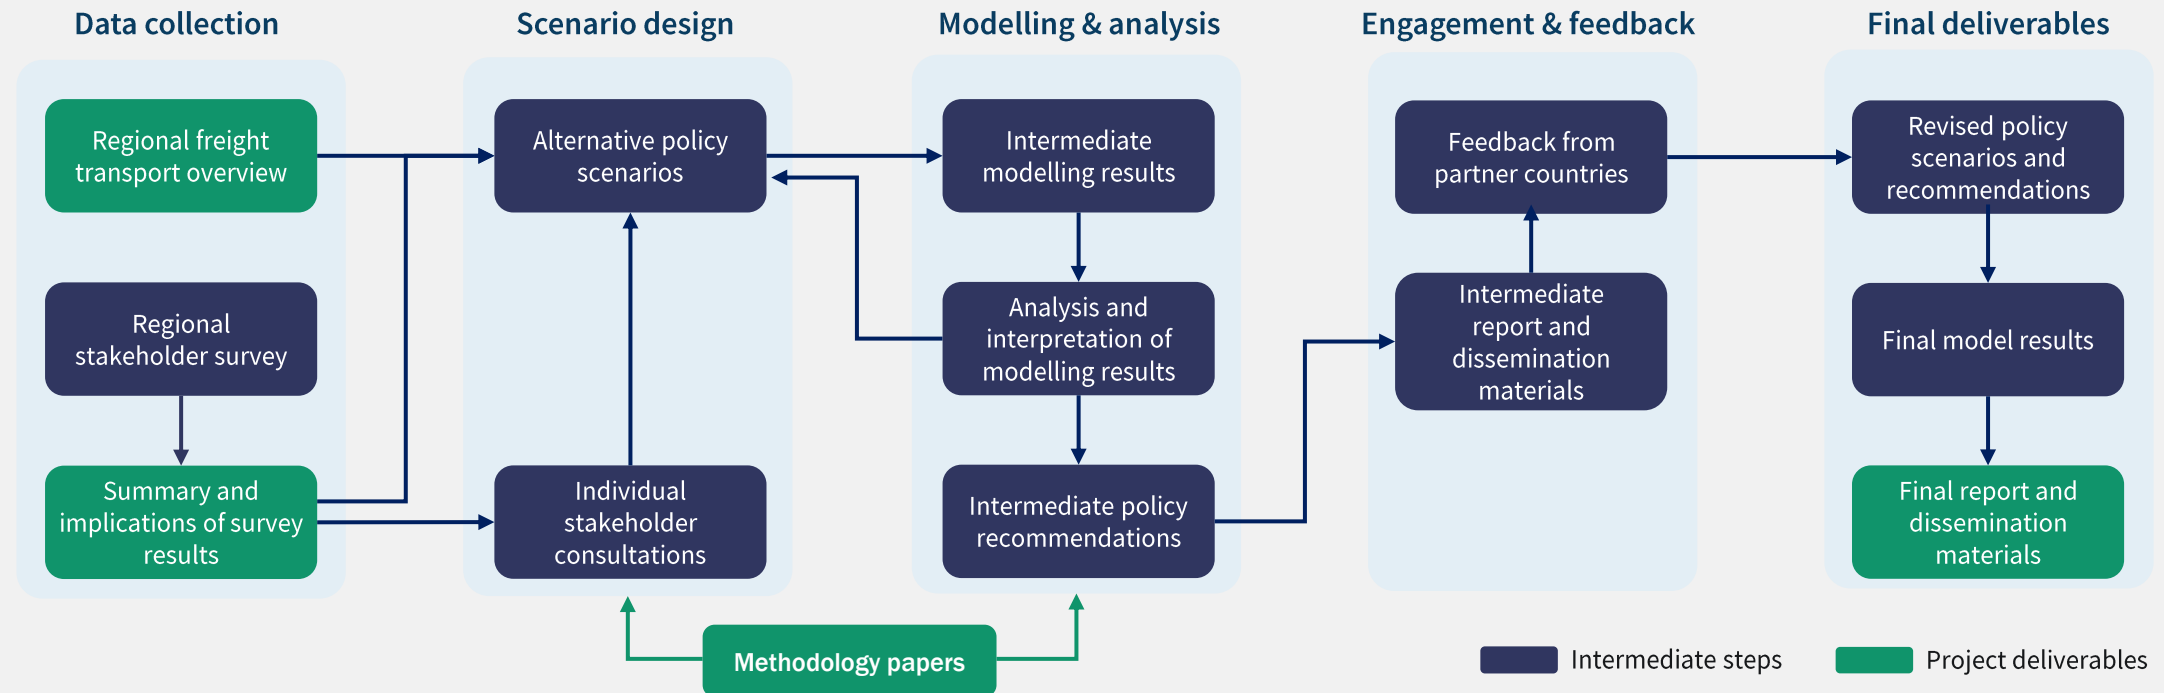 Data collection
Scenario design
Modelling & analysis
Engagement & feedback
Final deliverables
Regional freight
transport overview
Regional
stakeholder survey
Summary and
implications of survey
results
Alternative policy
scenarios
Individual
stakeholder
consultations
Intermediate
modelling results
Analysis and
interpretation of
modelling results
Intermediate policy
recommendations
Feedback from
partner countries
Intermediate
report and
dissemination
materials
Revised policy
scenarios and
recommendations
Final model results
Final report and
dissemination
materials
Methodology papers
Intermediate steps
Project deliverables